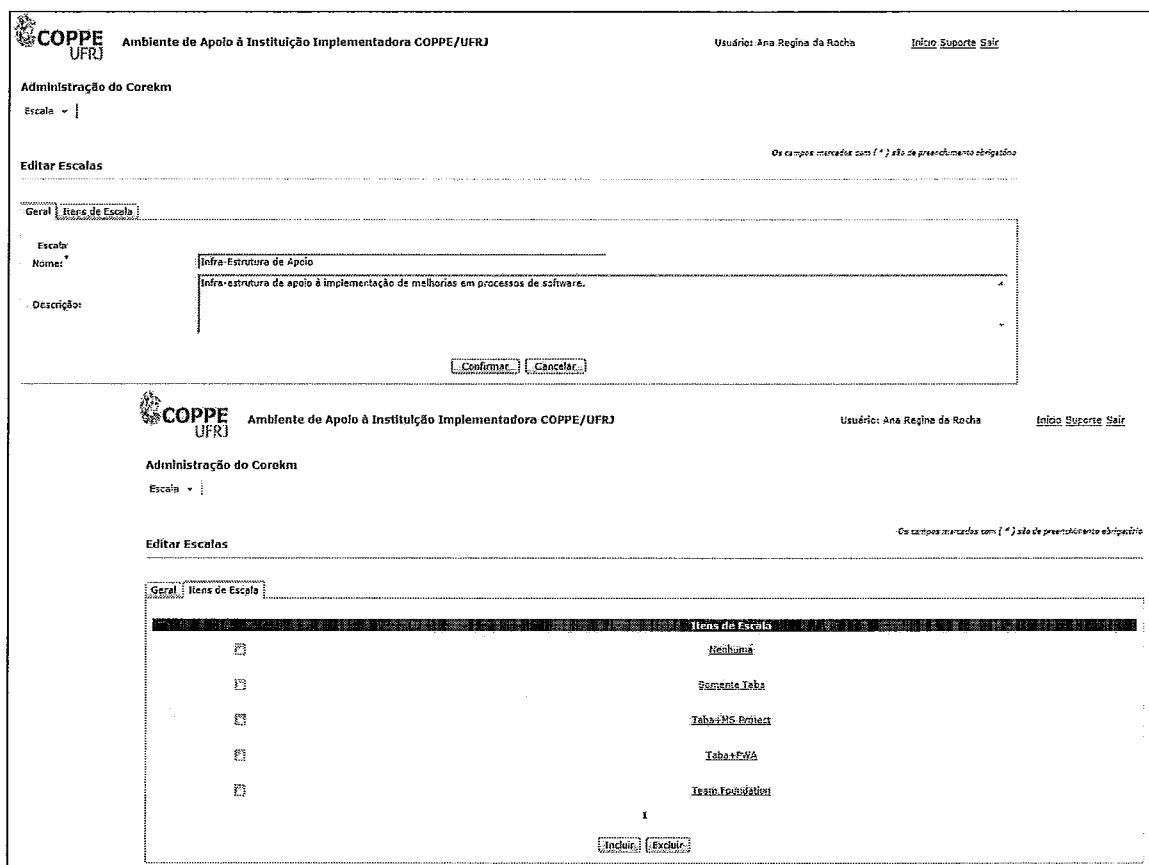 COPPE
UFRJ
Ambiente de Apoio à Instituição Implementadora COPPE/UFRJ
Usuário: Ana Regina da Rocha
Início Suporte Sair
Administração do Corekm
Escala
Os campos marcados com ( * ) são de preenchimento obrigatório
Editar Escalas
Geral Itens de Escala
Escala
Nome:*
Infra-Estrutura de Apoio
Descrição:
Infra-estrutura de apoio à implementação de melhorias em processos de software.
Confirmar Cancelar
COPPE
UFRJ
Ambiente de Apoio à Instituição Implementadora COPPE/UFRJ
Usuário: Ana Regina da Rocha
Início Suporte Sair
Administração do Corekm
Escala
Os campos marcados com ( * ) são de preenchimento obrigatório
Editar Escalas
Geral Itens de Escala
Itens de Escala
Nenhuma
Somente Taba
Taba+MS Project
Taba+PWA
Team Foundation
1
Incluir Excluir